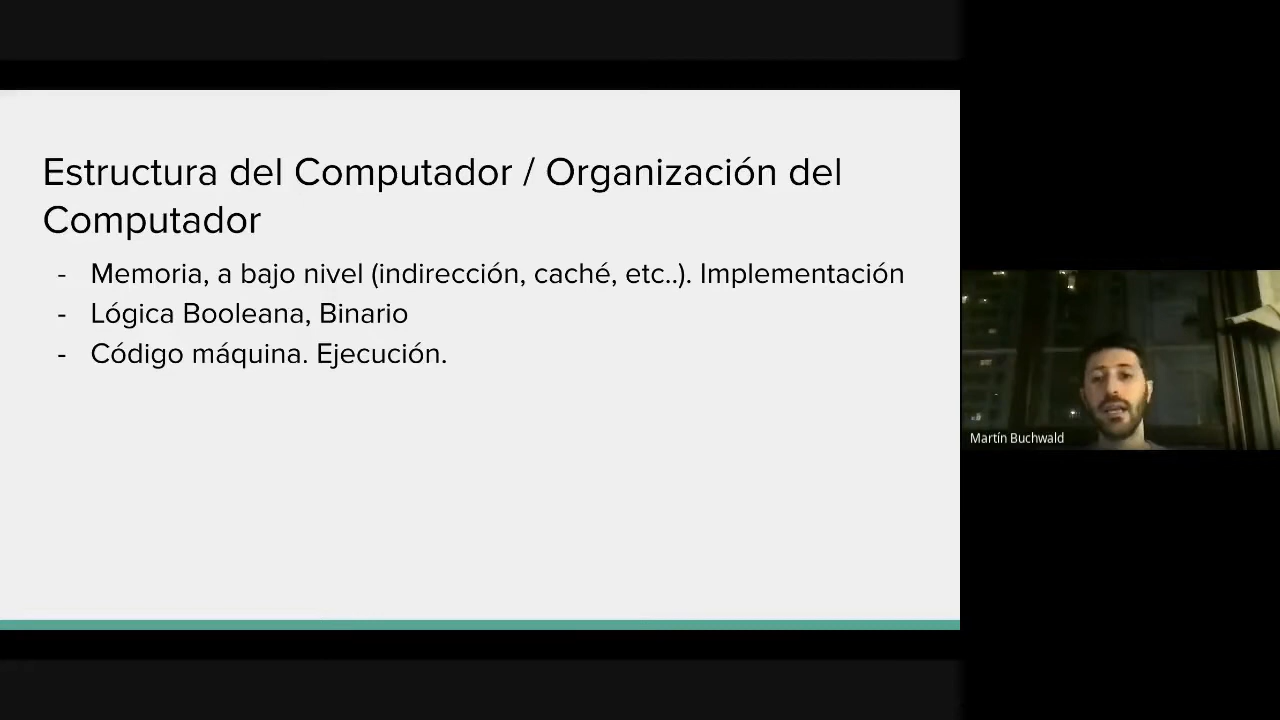 Estructura del Computador / Organización del
Computador
- Memoria, a bajo nivel (indirección, caché, etc..). Implementación
- Lógica Booleana, Binario
- Código máquina. Ejecución.
Martín Buchwald